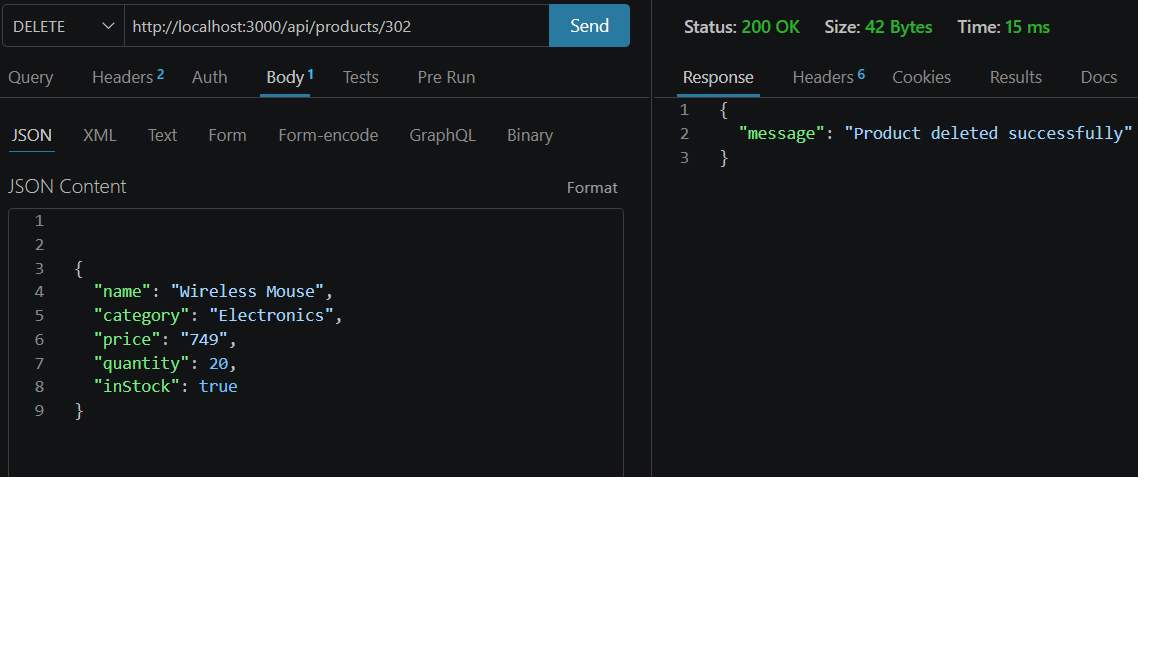 DELETE http://localhost:3000/api/products/302 Send
Query Headers 2 Auth Body 1 Tests Pre Run
JSON XML Text Form Form-encode GraphQL Binary
JSON Content Format
1
2
3 {
4 "name": "Wireless Mouse",
5 "category": "Electronics",
6 "price": "749",
7 "quantity": 20,
8 "inStock": true
9 }
Status: 200 OK Size: 42 Bytes Time: 15 ms
Response Headers 6 Cookies Results Docs
1 {
2 "message": "Product deleted successfully"
3 }